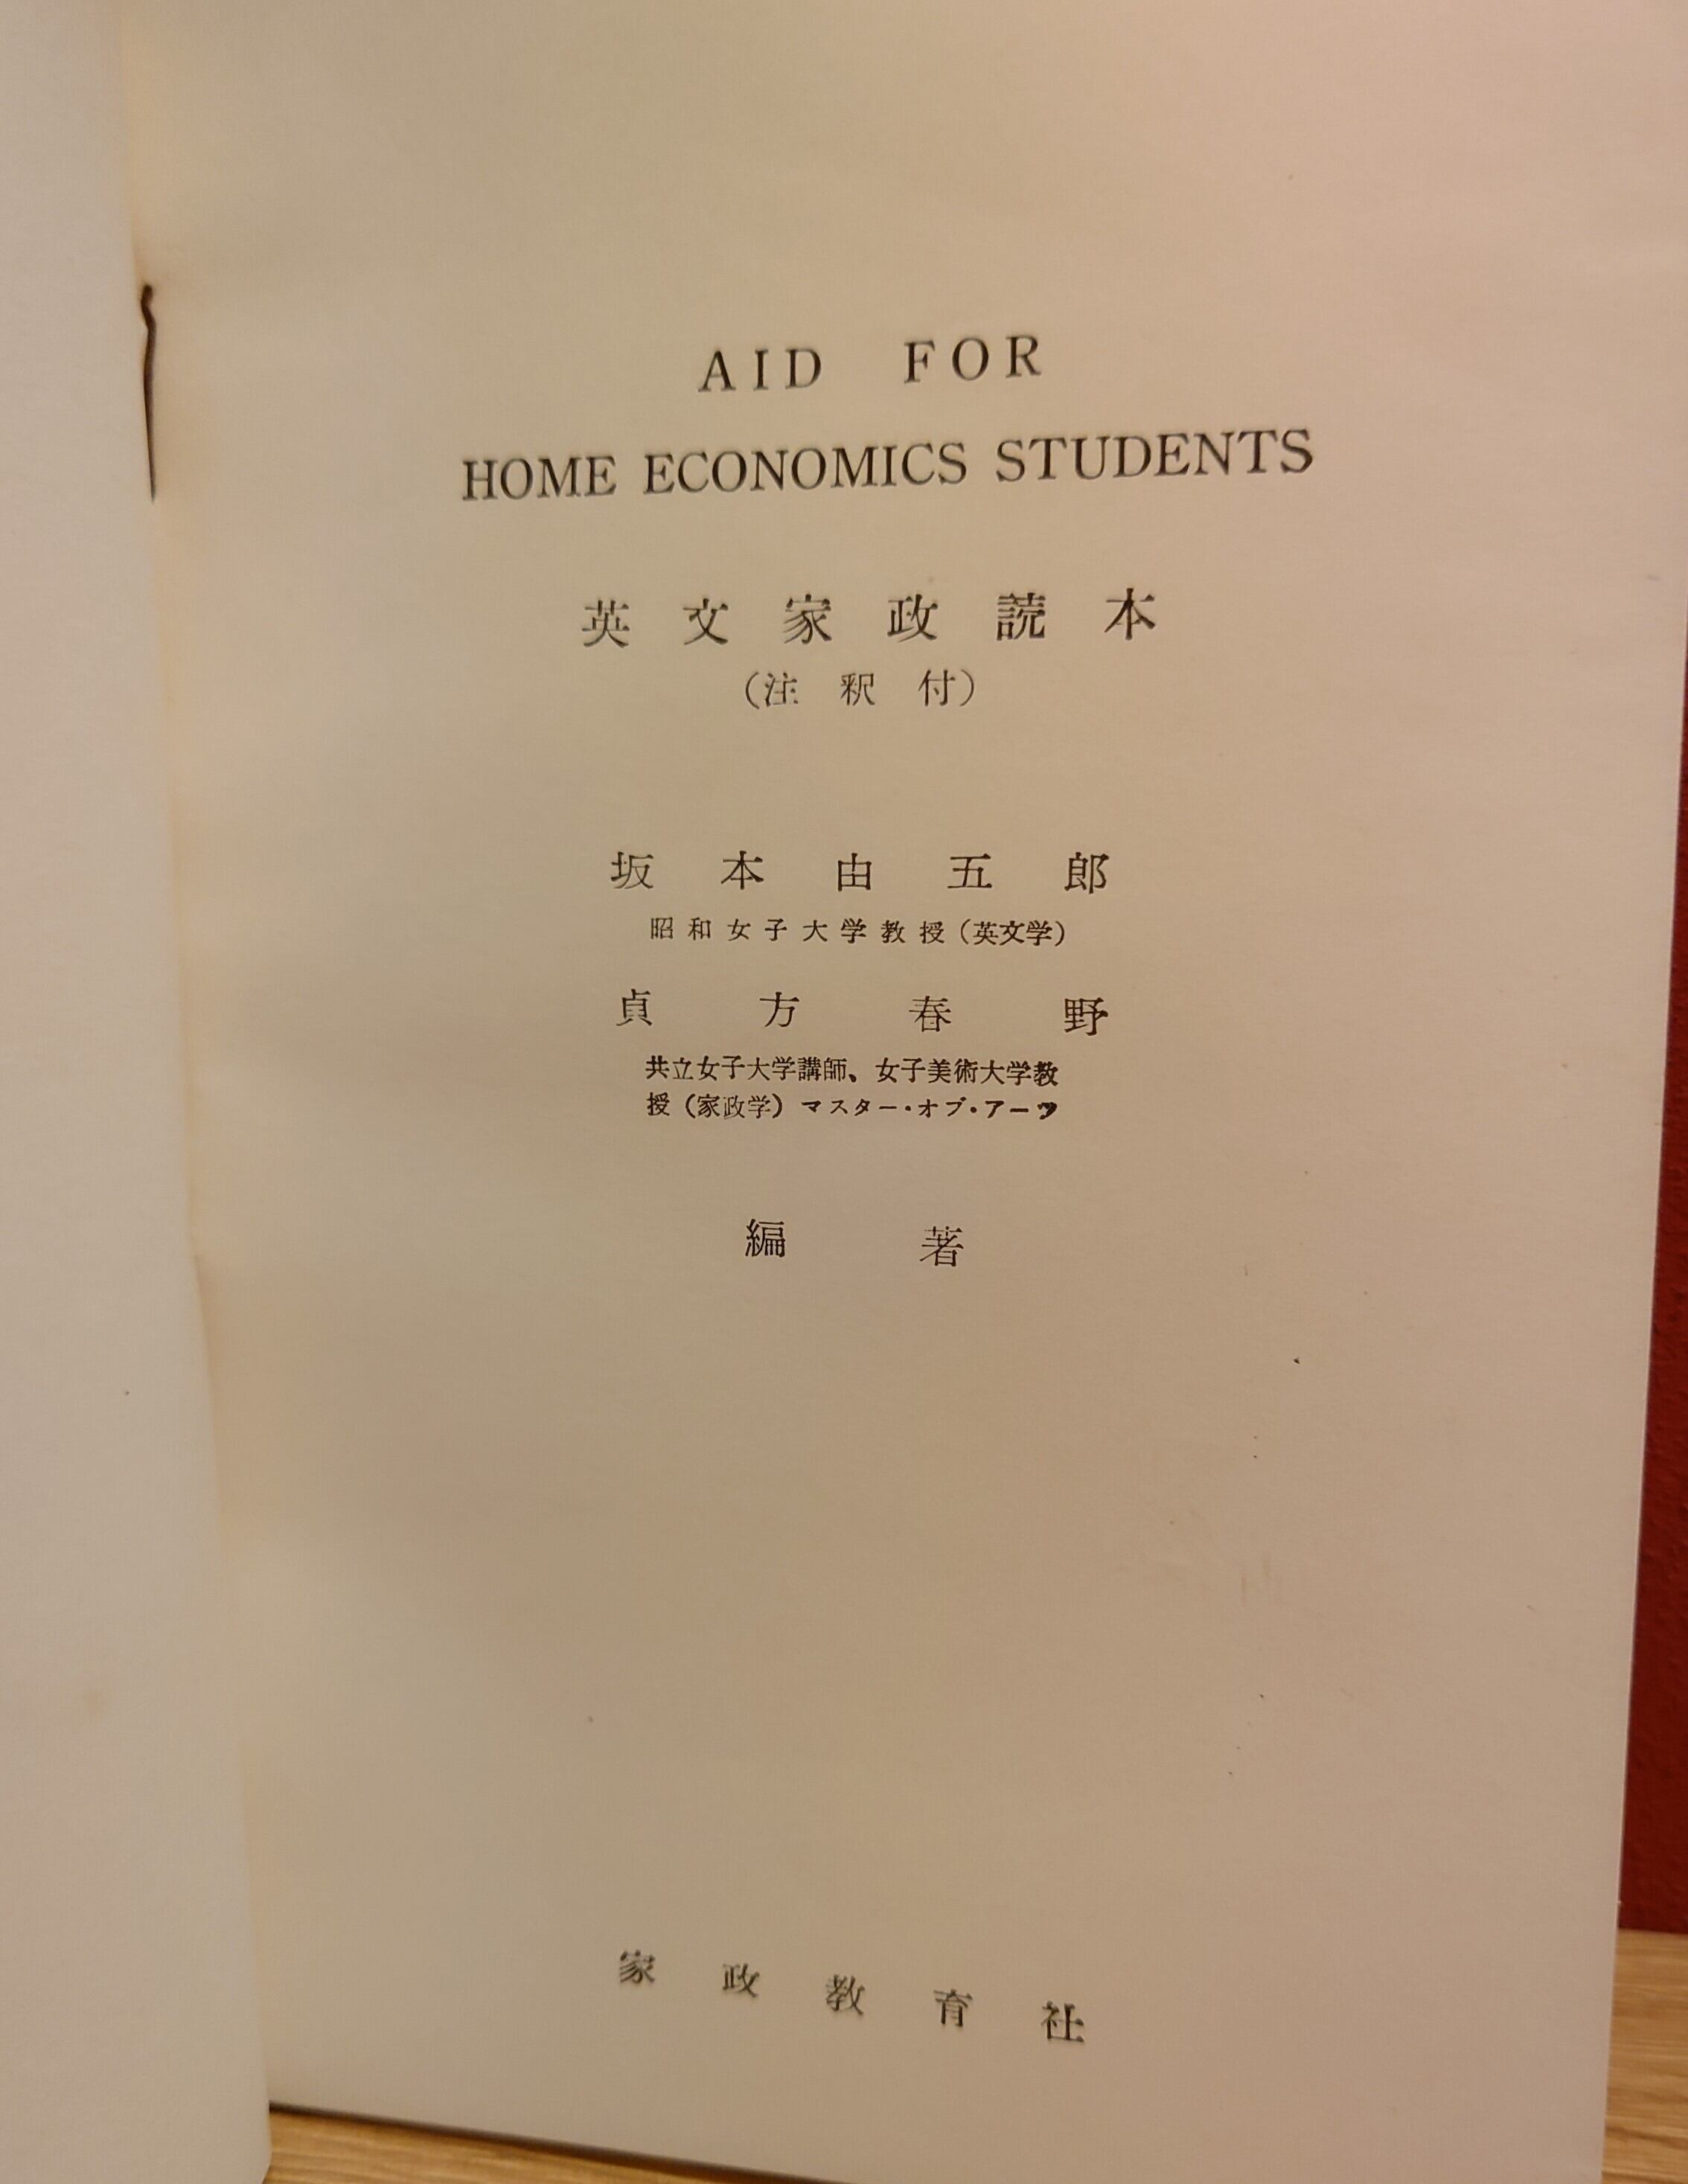 AID FOR
HOME ECONOMICS STUDENTS
英文家政読本
（注釈付）
坂本由五郎
昭和女子大学教授（英文学）
貞方春野
共立女子大学講師、女子美術大学教
授（家政学）マスター・オブ・アーツ
編著
家政教育社